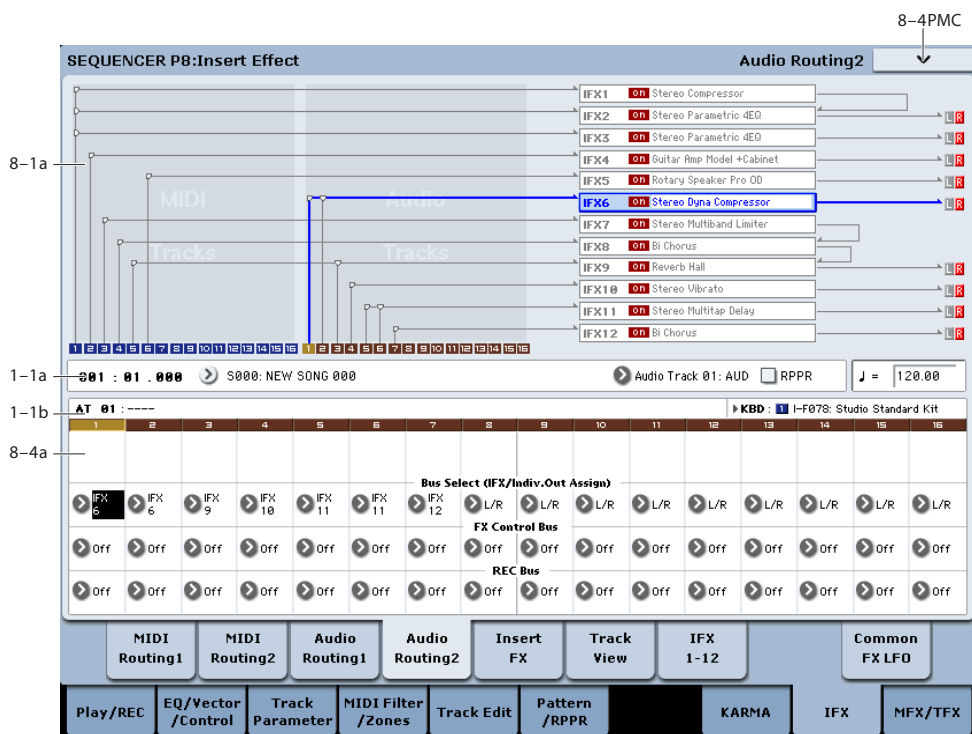 8–4PMC
SEQUENCER P8:Insert Effect Audio Routing2
IFX1 on Stereo Compressor
IFX2 on Stereo Parametric 4EQ L R
IFX3 on Stereo Parametric 4EQ L R
8–1a
IFX4 on Guitar Amp Model +Cabinet L R
IFX5 on Rotary Speaker Pro OD L R
MIDI Audio
IFX6 on Stereo Dyna Compressor L R
IFX7 on Stereo Multiband Limiter
Tracks Tracks
IFX8 on Bi Chorus
IFX9 on Reverb Hall L R
IFX10 on Stereo Vibrato L R
IFX11 on Stereo Multitap Delay L R
IFX12 on Bi Chorus L R
1 2 3 4 5 6 7 8 9 10 11 12 13 14 15 16 1 2 3 4 5 6 7 8 9 10 11 12 13 14 15 16
1–1a
001 : 01 .000 S000: NEW SONG 000 Audio Track 01: AUD RPPR ♩ = 120.00
1–1b
AT 01 :---- KBD : 1 I-F078: Studio Standard Kit
1 2 3 4 5 6 7 8 9 10 11 12 13 14 15 16
8–4a
Bus Select (IFX/Indiv.Out Assign)
IFX 6 IFX 6 IFX 9 IFX 10 IFX 11 IFX 11 IFX 12 L/R L/R L/R L/R L/R L/R L/R L/R L/R
FX Control Bus
Off Off Off Off Off Off Off Off Off Off Off Off Off Off Off Off
REC Bus
Off Off Off Off Off Off Off Off Off Off Off Off Off Off Off Off
MIDI Routing1 MIDI Routing2 Audio Routing1 Audio Routing2 Insert FX Track View IFX 1-12 Common FX LFO
Play/REC EQ/Vector /Control Track Parameter MIDI Filter /Zones Track Edit Pattern /RPPR KARMA IFX MFX/TFX